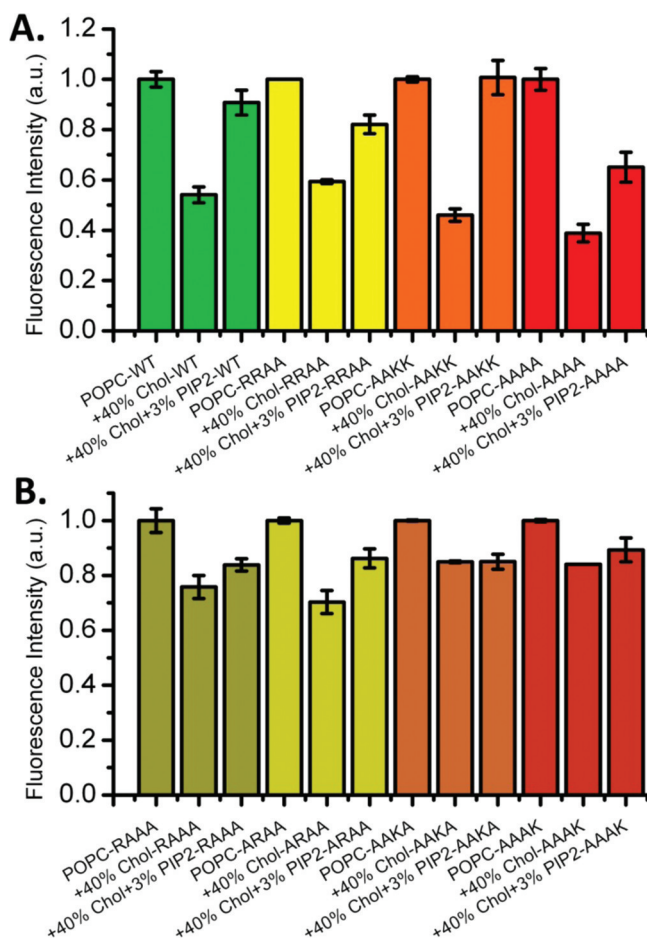 A.
Fluorescence Intensity (a.u.)
1.2
1.0
0.8
0.6
0.4
0.2
0.0
POPC-WT
+40% Chol-WT
+40% Chol+3% PIP2-WT
POPC-RRAA
+40% Chol-RRAA
+40% Chol+3% PIP2-RRAA
POPC-AAKK
+40% Chol-AAKK
+40% Chol+3% PIP2-AAKK
POPC-AAAA
+40% Chol-AAAA
+40% Chol+3% PIP2-AAAA
B.
Fluorescence Intensity (a.u.)
1.0
0.8
0.6
0.4
0.2
0.0
POPC-RAAA
+40% Chol-RAAA
+40% Chol+3% PIP2-RAAA
POPC-ARAA
+40% Chol-ARAA
+40% Chol+3% PIP2-ARAA
POPC-AAKA
+40% Chol-AAKA
+40% Chol+3% PIP2-AAKA
POPC-AAAK
+40% Chol-AAAK
+40% Chol+3% PIP2-AAAK